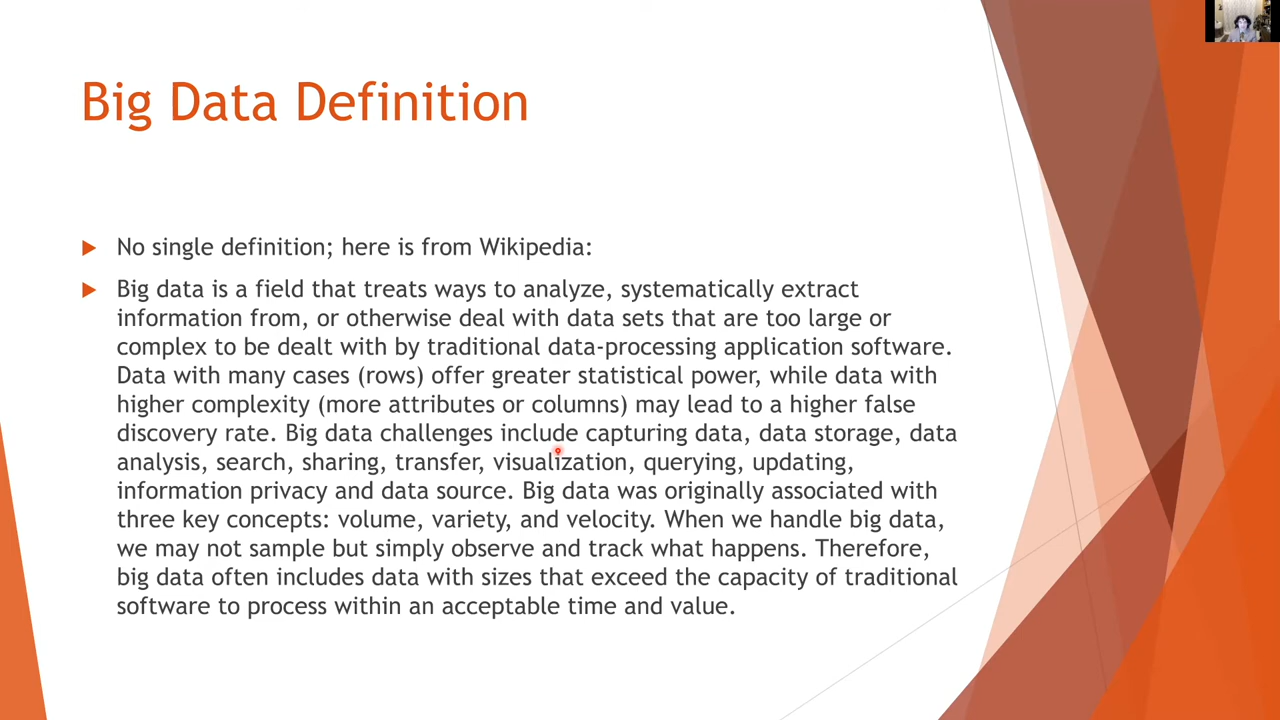 Big Data Definition
No single definition; here is from Wikipedia:
Big data is a field that treats ways to analyze, systematically extract
information from, or otherwise deal with data sets that are too large or
complex to be dealt with by traditional data-processing application software.
Data with many cases (rows) offer greater statistical power, while data with
higher complexity (more attributes or columns) may lead to a higher false
discovery rate. Big data challenges include capturing data, data storage, data
analysis, search, sharing, transfer, visualization, querying, updating,
information privacy and data source. Big data was originally associated with
three key concepts: volume, variety, and velocity. When we handle big data,
we may not sample but simply observe and track what happens. Therefore,
big data often includes data with sizes that exceed the capacity of traditional
software to process within an acceptable time and value.